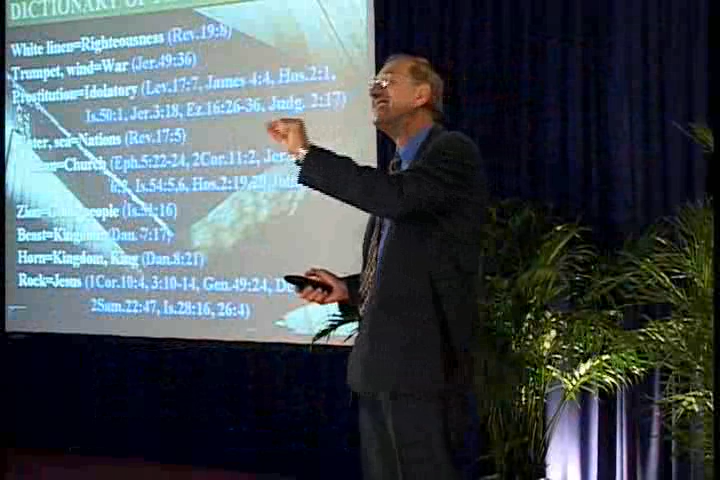 DICTIONARY OF
White linen=Righteousness (Rev.19:8)
Trumpet, wind=War (Jer.49:36)
Prostitution=Idolatory (Lev.17:7, James 4:4, Hos.2:1,
Is.50:1, Jer.3:18, Ez.16:26-36, Judg. 2:17)
sea=Nations (Rev.17:5)
=Church (Eph.5:22-24, 2Cor.11:2,
Is.54:5,6, Hos.2:19,20,
people (Is.51:16)
Beast=Kingdom (Dan.7:17)
Horn=Kingdom, King (Dan.8:21)
Rock=Jesus (1Cor.10:4, 3:10-14, Gen.49:24,
2Sam.22:47, Is.28:16, 26:4)